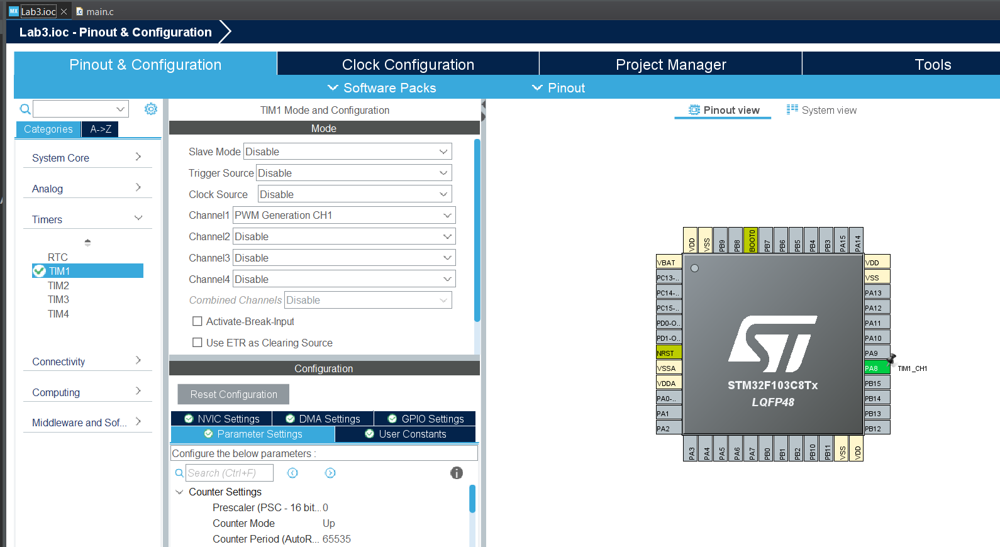 MX Lab3.ioc
main.c
Lab3.ioc - Pinout & Configuration
Pinout & Configuration
Clock Configuration
Project Manager
Tools
Software Packs
Pinout
Categories
A->Z
System Core
Analog
Timers
RTC
TIM1
TIM2
TIM3
TIM4
Connectivity
Computing
Middleware and Sof...
TIM1 Mode and Configuration
Mode
Slave Mode Disable
Trigger Source Disable
Clock Source Disable
Channel1 PWM Generation CH1
Channel2 Disable
Channel3 Disable
Channel4 Disable
Combined Channels Disable
Activate-Break-Input
Use ETR as Clearing Source
Configuration
Reset Configuration
NVIC Settings
DMA Settings
GPIO Settings
Parameter Settings
User Constants
Configure the below parameters :
Search (Ctrl+F)
Counter Settings
Prescaler (PSC - 16 bit... 0
Counter Mode Up
Counter Period (AutoR... 65535
Pinout view
System view
VDD
VSS
PB9
PB8
BOOT0
PB7
PB6
PB5
PB4
PB3
PA15
PA14
VBAT
PC13-..
PC14-..
PC15-..
PD0-O..
PD1-O..
NRST
VSSA
VDDA
PA0-..
PA1
PA2
ST
STM32F103C8Tx
LQFP48
VDD
VSS
PA13
PA12
PA11
PA10
PA9
PA8
TIM1_CH1
PB15
PB14
PB13
PB12
PA3
PA4
PA5
PA6
PA7
PB0
PB1
PB2
PB10
PB11
VSS
VDD